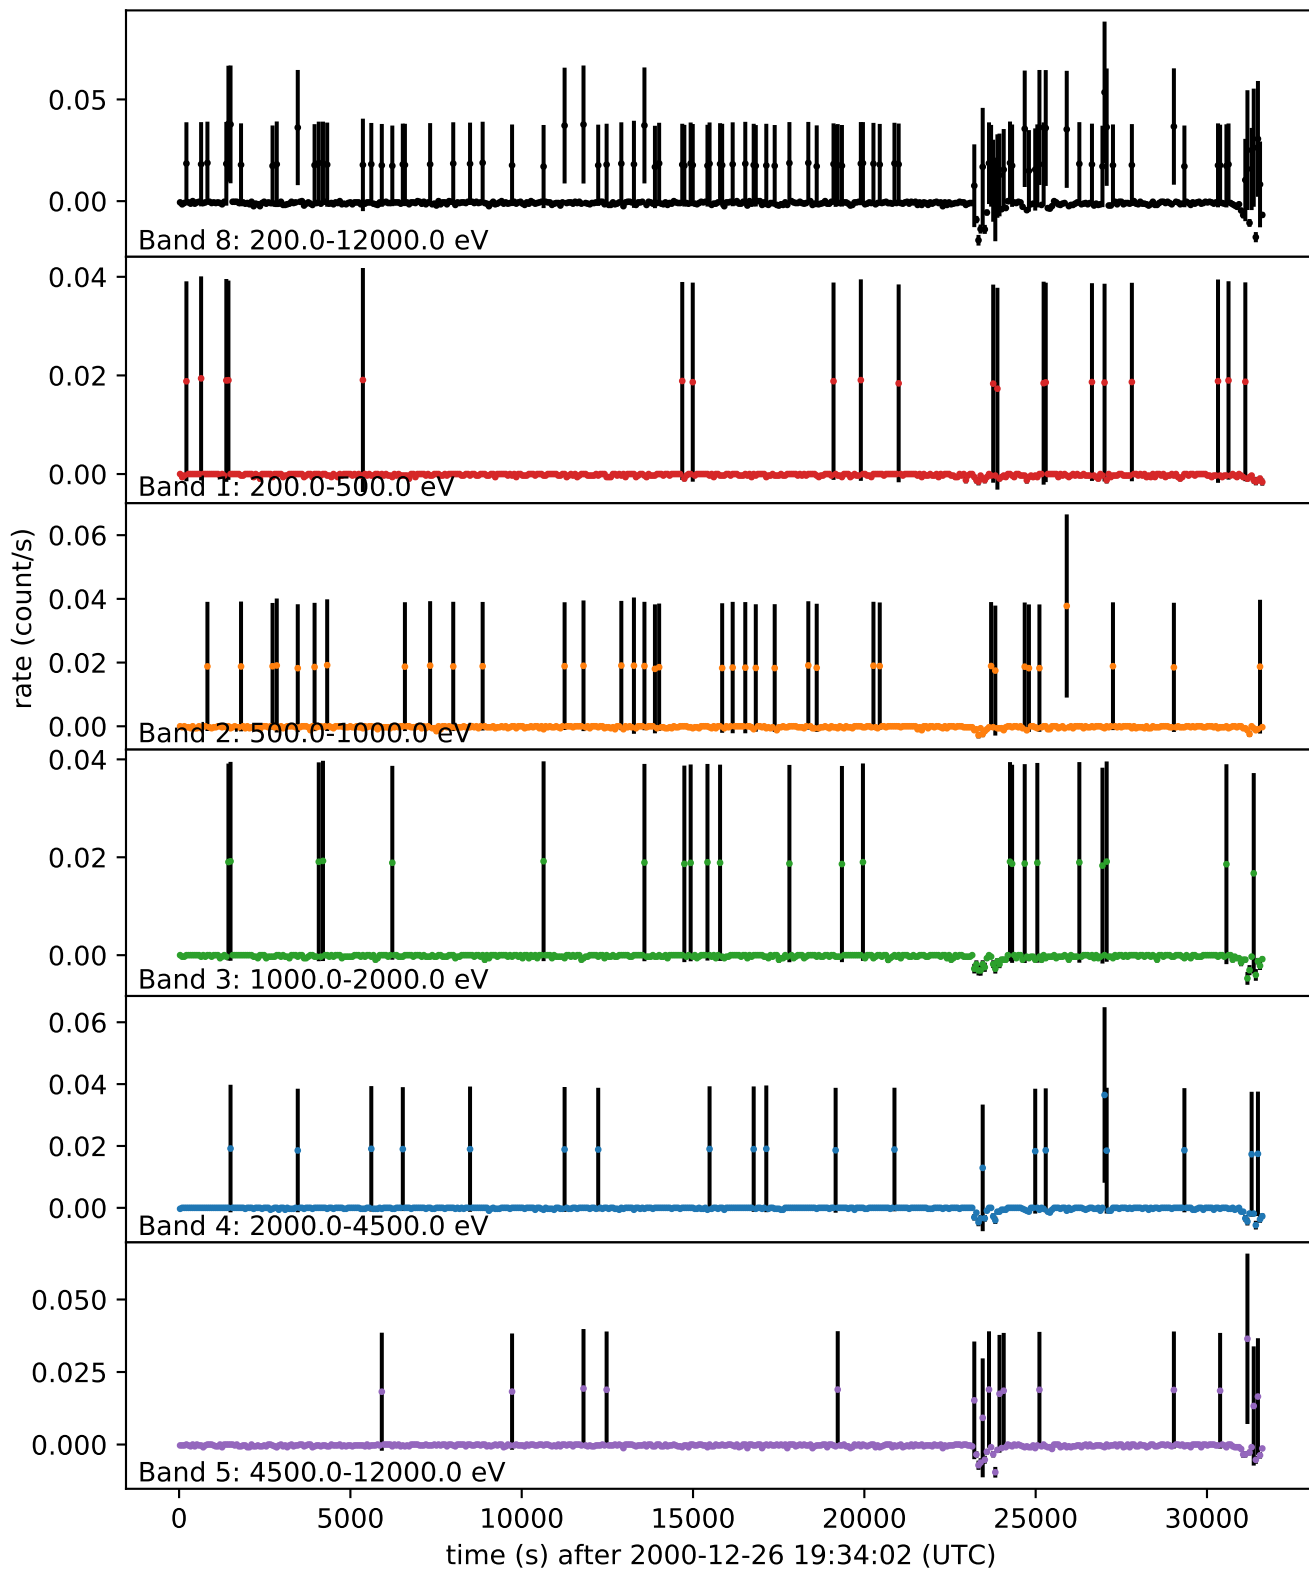 0.05
0.00
Band 8: 200.0-12000.0 eV
0.04
0.02
0.00
Band 1: 200.0-500.0 eV
0.06
0.04
0.02
0.00
Band 2: 500.0-1000.0 eV
rate (count/s)
0.04
0.02
0.00
Band 3: 1000.0-2000.0 eV
0.06
0.04
0.02
0.00
Band 4: 2000.0-4500.0 eV
0.050
0.025
0.000
Band 5: 4500.0-12000.0 eV
0 5000 10000 15000 20000 25000 30000
time (s) after 2000-12-26 19:34:02 (UTC)